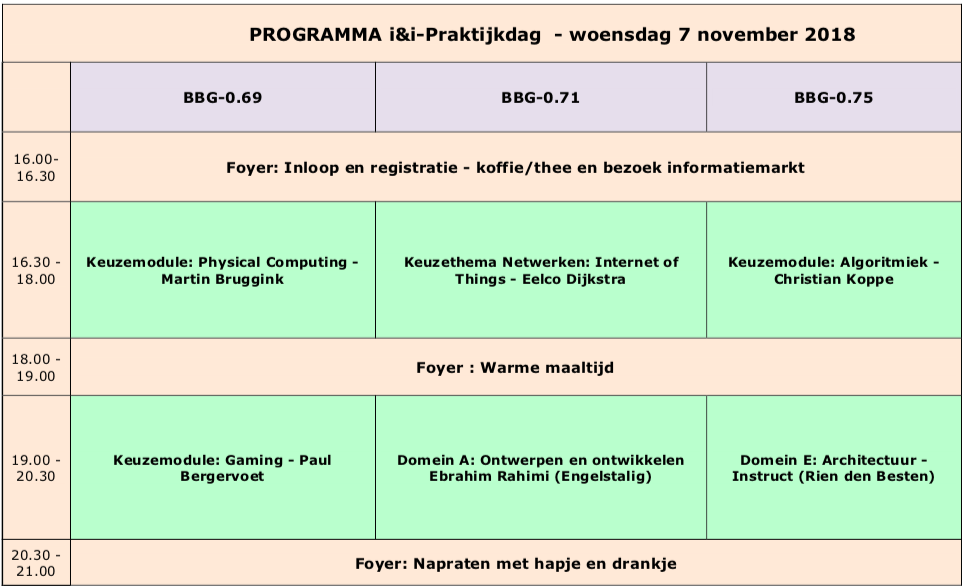 PROGRAMMA i&i-Praktijkdag - woensdag 7 november 2018
BBG-0.69
BBG-0.71
BBG-0.75
16.00-
16.30
Foyer: Inloop en registratie - koffie/thee en bezoek informatiemarkt
16.30 -
18.00
Keuzemodule: Physical Computing -
Martin Bruggink
Keuzethema Netwerken: Internet of
Things - Eelco Dijkstra
Keuzemodule: Algoritmiek -
Christian Koppe
18.00 -
19.00
Foyer : Warme maaltijd
19.00 -
20.30
Keuzemodule: Gaming - Paul
Bergervoet
Domein A: Ontwerpen en ontwikkelen
Ebrahim Rahimi (Engelstalig)
Domein E: Architectuur -
Instruct (Rien den Besten)
20.30 -
21.00
Foyer: Napraten met hapje en drankje